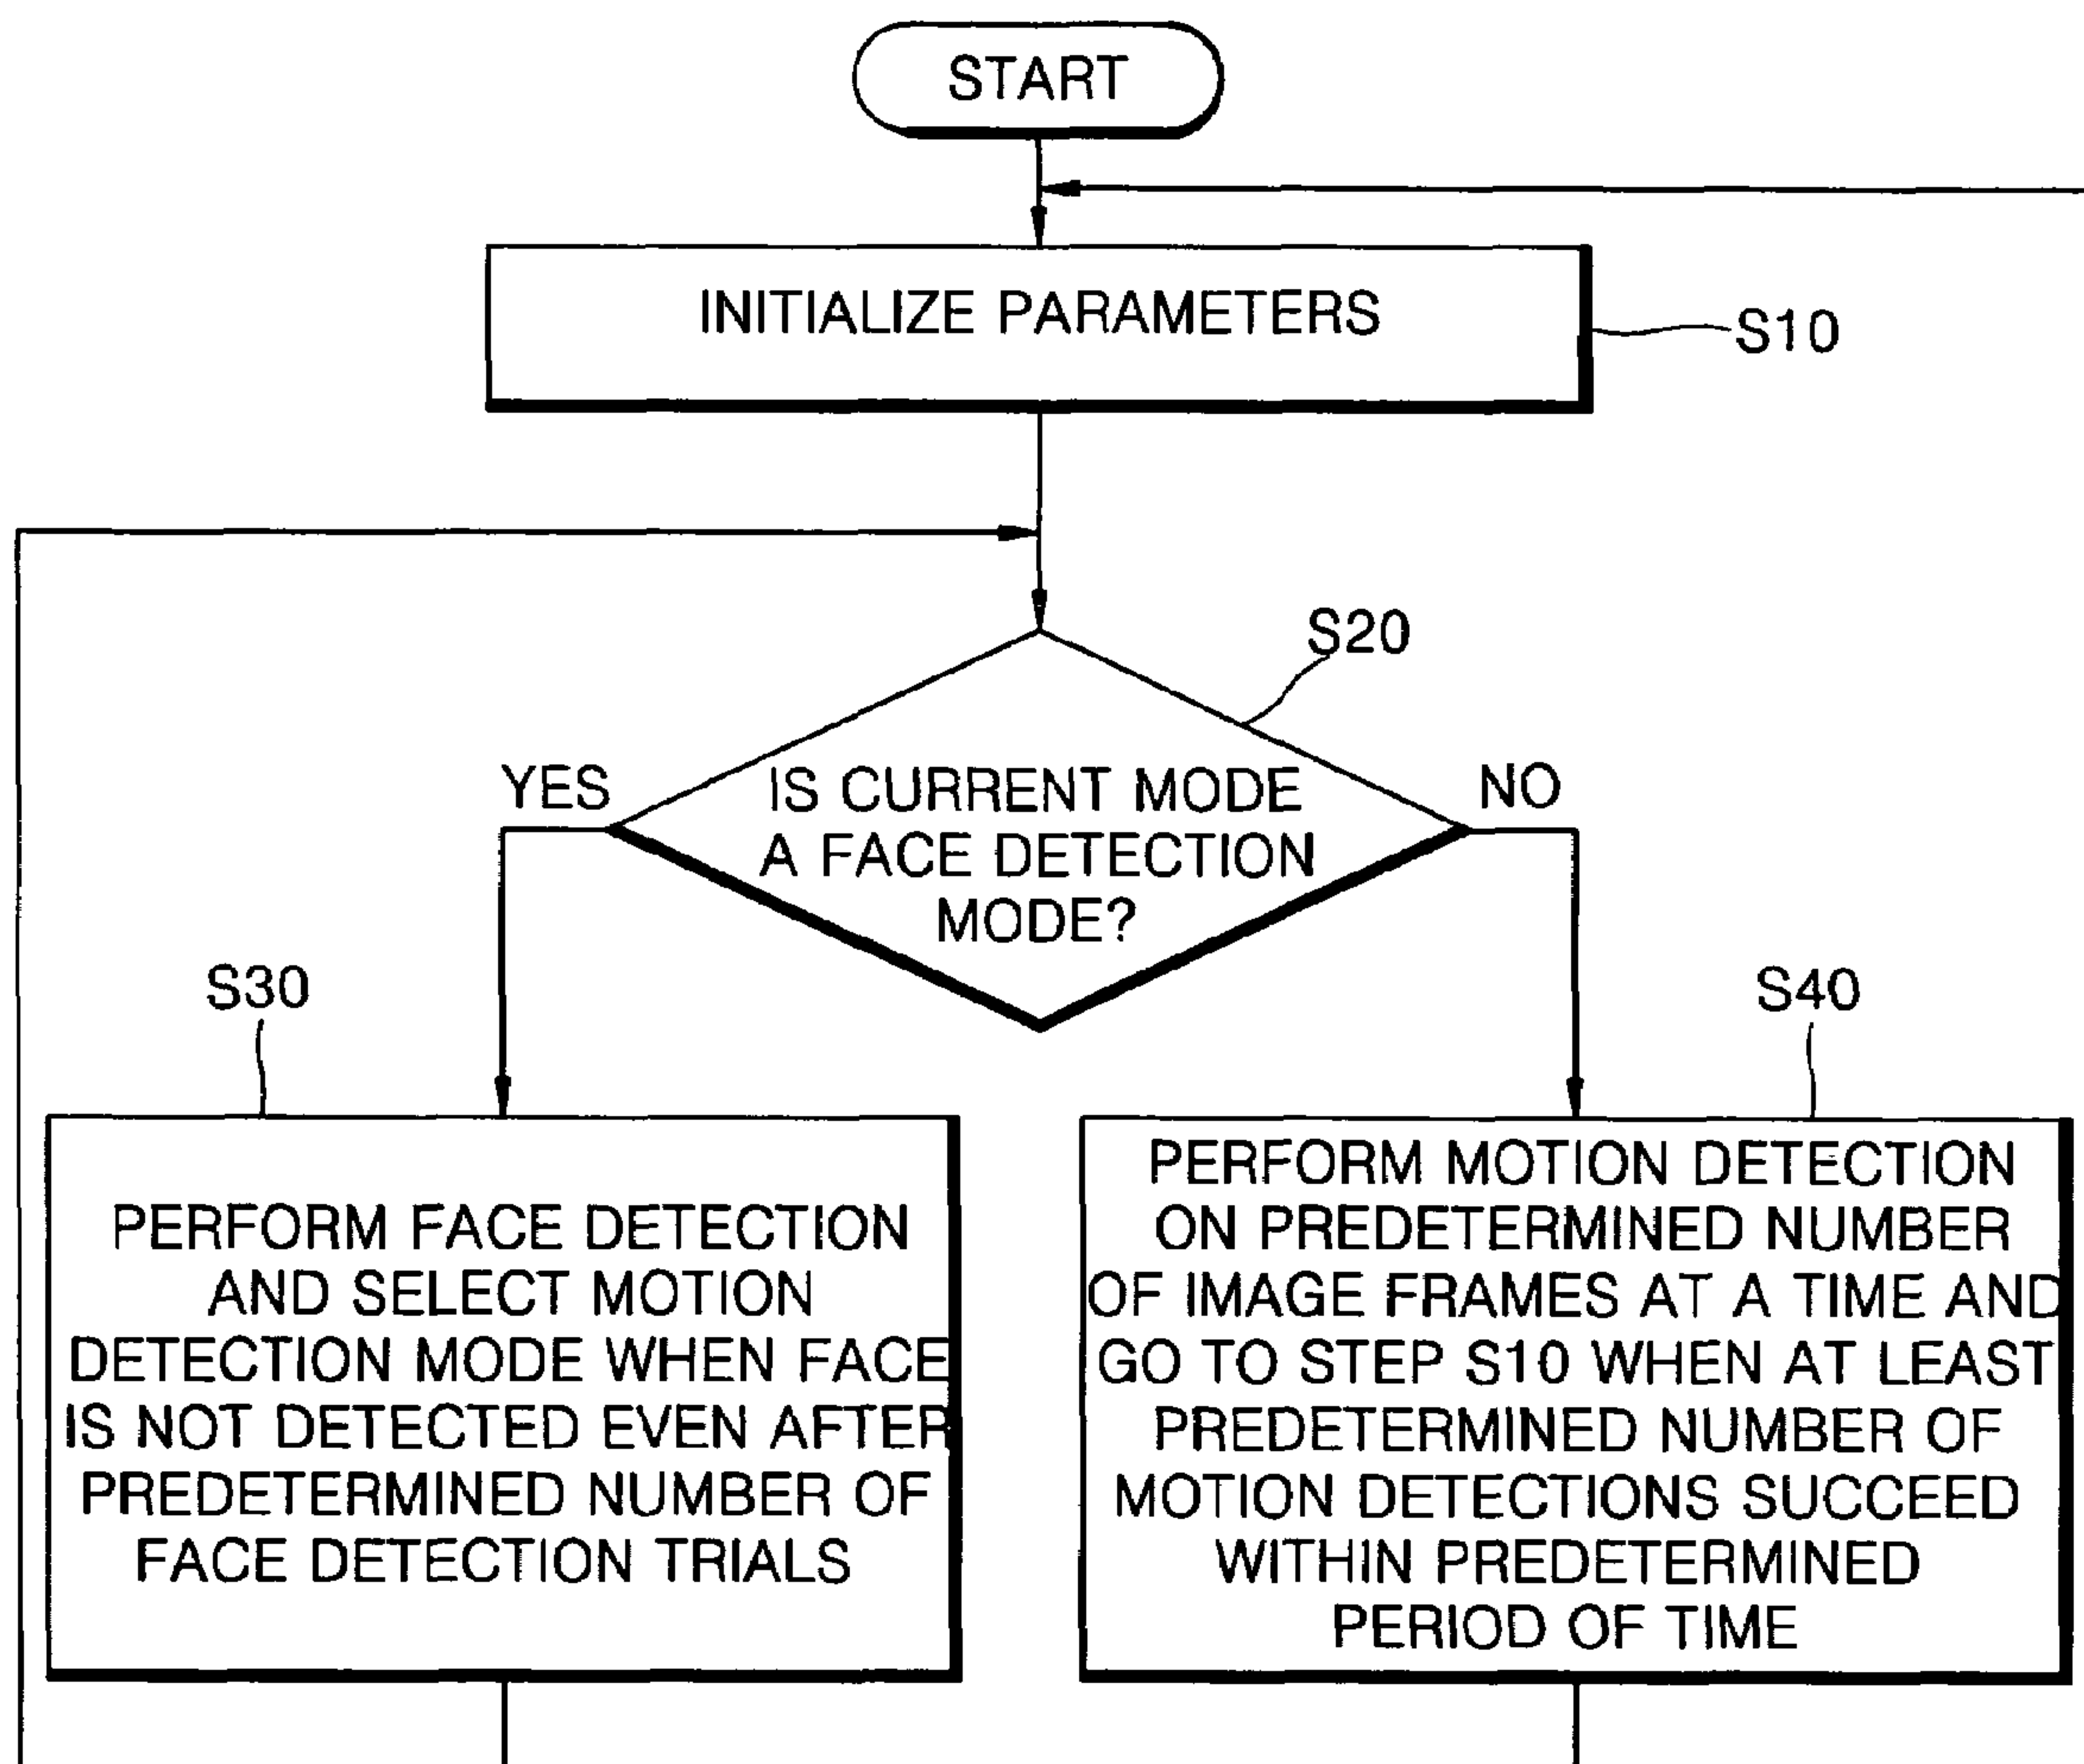 START
INITIALIZE PARAMETERS
S10
S20
YES
IS CURRENT MODE
A FACE DETECTION
MODE?
NO
S30
PERFORM FACE DETECTION
AND SELECT MOTION
DETECTION MODE WHEN FACE
IS NOT DETECTED EVEN AFTER
PREDETERMINED NUMBER OF
FACE DETECTION TRIALS
S40
PERFORM MOTION DETECTION
ON PREDETERMINED NUMBER
OF IMAGE FRAMES AT A TIME AND
GO TO STEP S10 WHEN AT LEAST
PREDETERMINED NUMBER OF
MOTION DETECTIONS SUCCEED
WITHIN PREDETERMINED
PERIOD OF TIME